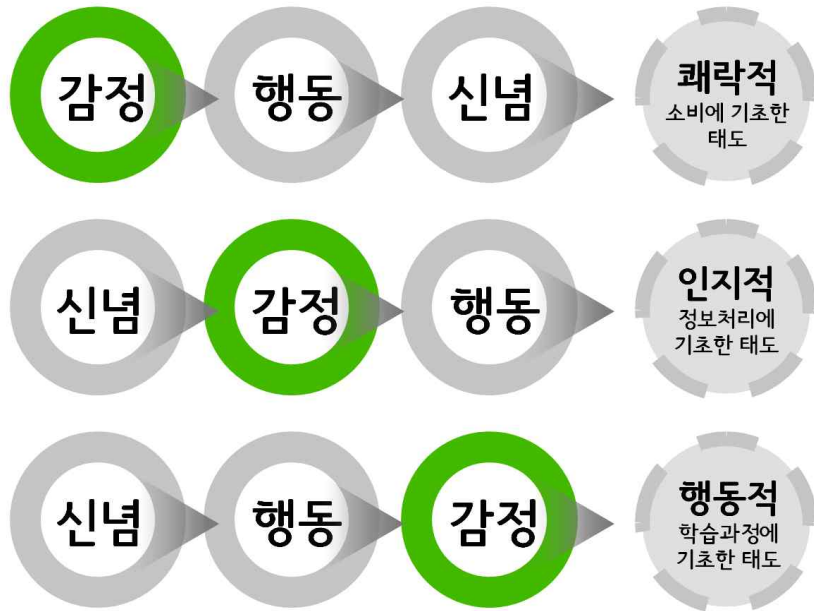 감정 행동 신념 쾌락적
소비에 기초한
태도
신념 감정 행동 인지적
정보처리에
기초한 태도
신념 행동 감정 행동적
학습과정에
기초한 태도